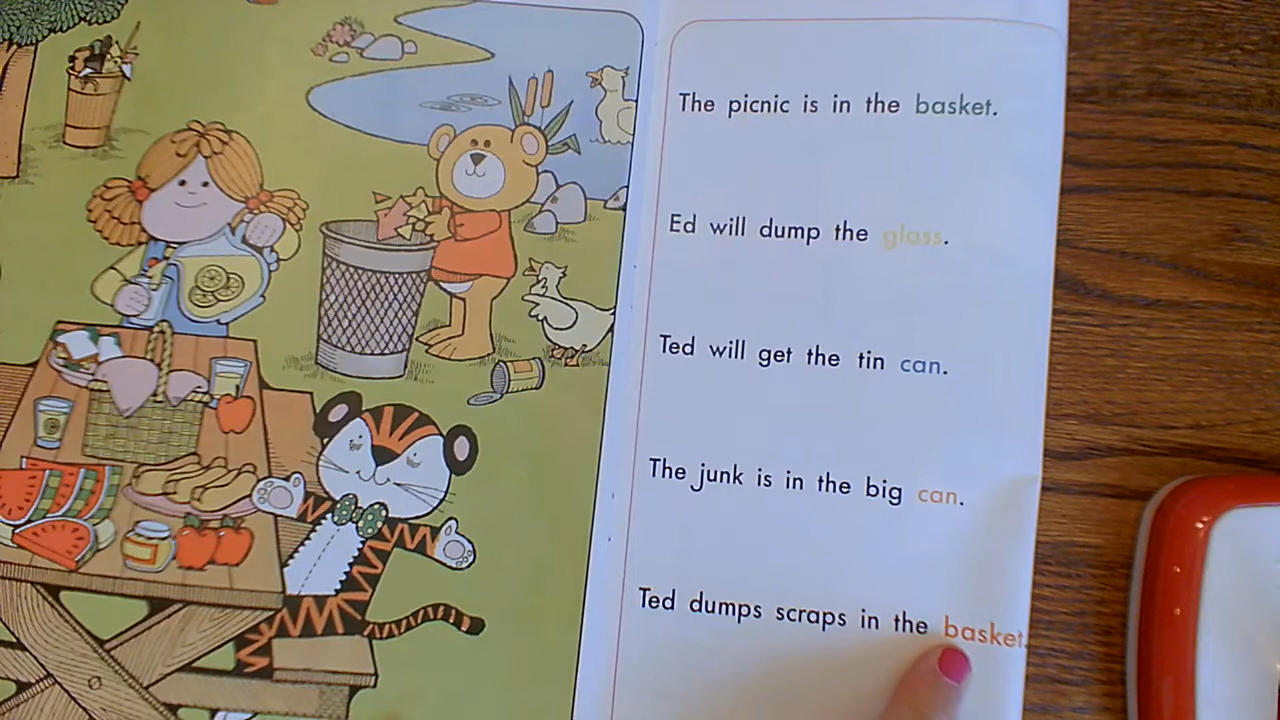 The picnic is in the basket.
Ed will dump the glass.
Ted will get the tin can.
The junk is in the big can.
Ted dumps scraps in the basket.